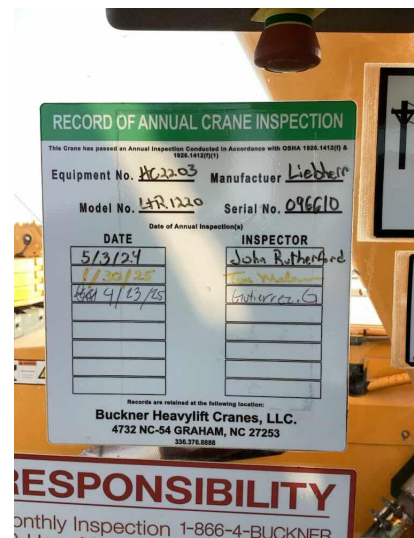 RECORD OF ANNUAL CRANE INSPECTION
This Crane has passed an Annual Inspection Conducted in Accordance with OSHA 1926.1412(f) &
1926.1412(f)(1)
Equipment No. HC2203 Manufactuer Liebherr
Model No. LTR1220 Serial No. 096610
Date of Annual Inspection(s)
DATE INSPECTOR
5/3/24 John Rutherford
1/30/25
4/23/25 Gutierrez.G
Records are retained at the following location:
Buckner Heavylift Cranes, LLC.
4732 NC-54 GRAHAM, NC 27253
336.376.8888
RESPONSIBILITY
onthly Inspection 1-866-4-BUCKNER